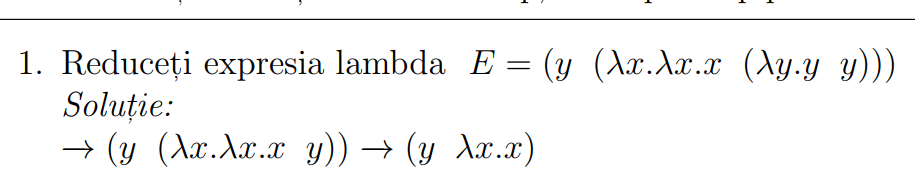 1. Reduceți expresia lambda E = (y (λx.λx.x (λy.y y)))
Soluție:
→ (y (λx.λx.x y)) → (y λx.x)